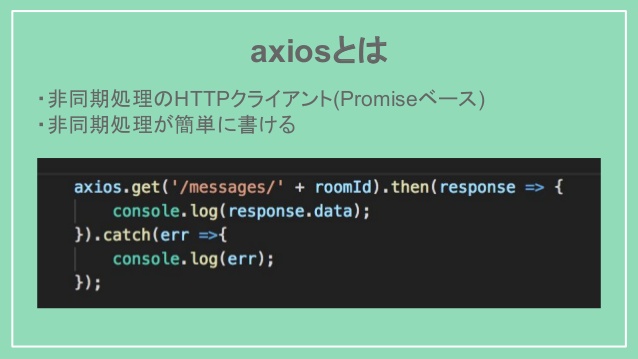 axiosとは
・非同期処理のHTTPクライアント(Promiseベース)
・非同期処理が簡単に書ける
axios.get('/messages/' + roomId).then(response => {
    console.log(response.data);
}).catch(err =>{
    console.log(err);
});